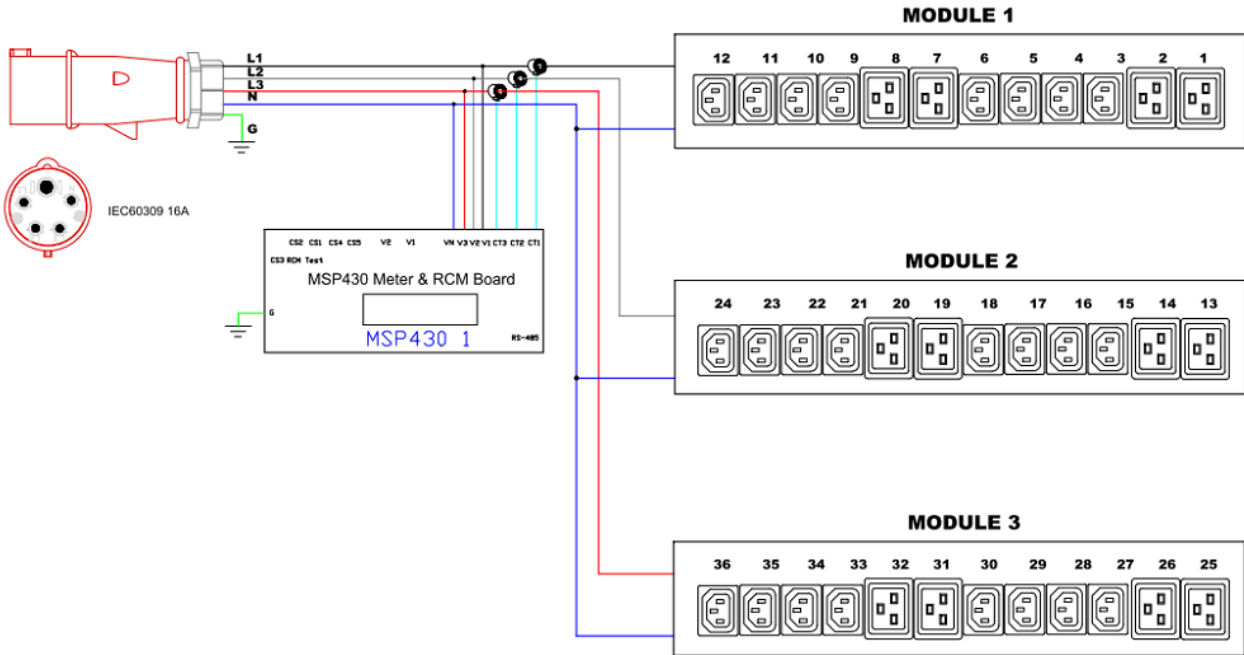 MODULE 1
L1
L2
L3
N
G
12 11 10 9 8 7 6 5 4 3 2 1
IEC60309 16A
CS2 CS1 CS4 CS5 V2 V1 VN V3 V2 V1 CT3 CT2 CT1
CS3 RCM Test
MSP430 Meter & RCM Board
G
MSP430 1
RS-485
MODULE 2
24 23 22 21 20 19 18 17 16 15 14 13
MODULE 3
36 35 34 33 32 31 30 29 28 27 26 25